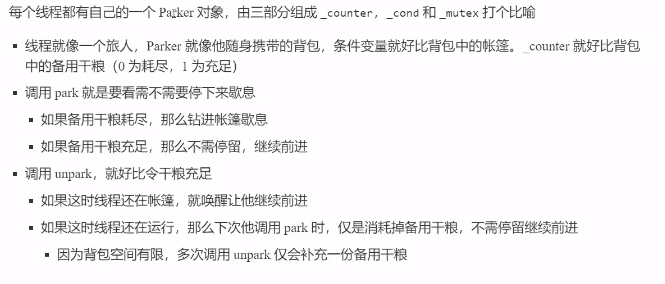 每个线程都有自己的一个 Parker 对象，由三部分组成 _counter，_cond 和 _mutex 打个比喻
▪ 线程就像一个旅人，Parker 就像他随身携带的背包，条件变量就好比背包中的帐篷。_counter 就好比背包
中的备用干粮（0 为耗尽，1 为充足）
▪ 调用 park 就是要看需不需要停下来歇息
▪ 如果备用干粮耗尽，那么钻进帐篷歇息
▪ 如果备用干粮充足，那么不需停留，继续前进
▪ 调用 unpark，就好比令干粮充足
▪ 如果这时线程还在帐篷，就唤醒让他继续前进
▪ 如果这时线程还在运行，那么下次他调用 park 时，仅是消耗掉备用干粮，不需停留继续前进
▪ 因为背包空间有限，多次调用 unpark 仅会补充一份备用干粮